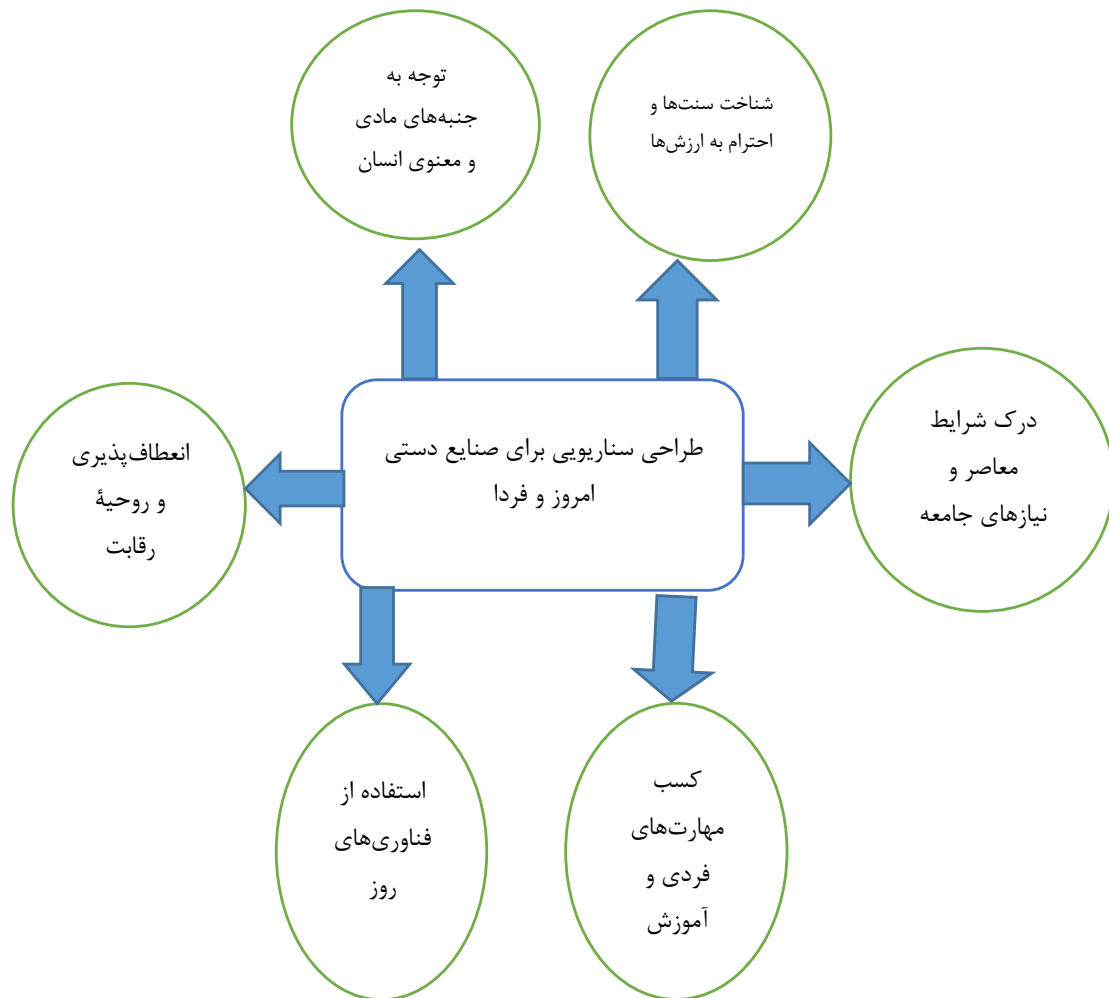 توجه به
جنبه‌های مادی
و معنوی انسان
شناخت سنت‌ها و
احترام به ارزش‌ها
درک شرایط
معاصر و
نیازهای جامعه
طراحی سناریویی برای صنایع دستی
امروز و فردا
انعطاف‌پذیری
و روحیۀ
رقابت
کسب
مهارت‌های
فردی و
آموزش
استفاده از
فناوری‌های
روز